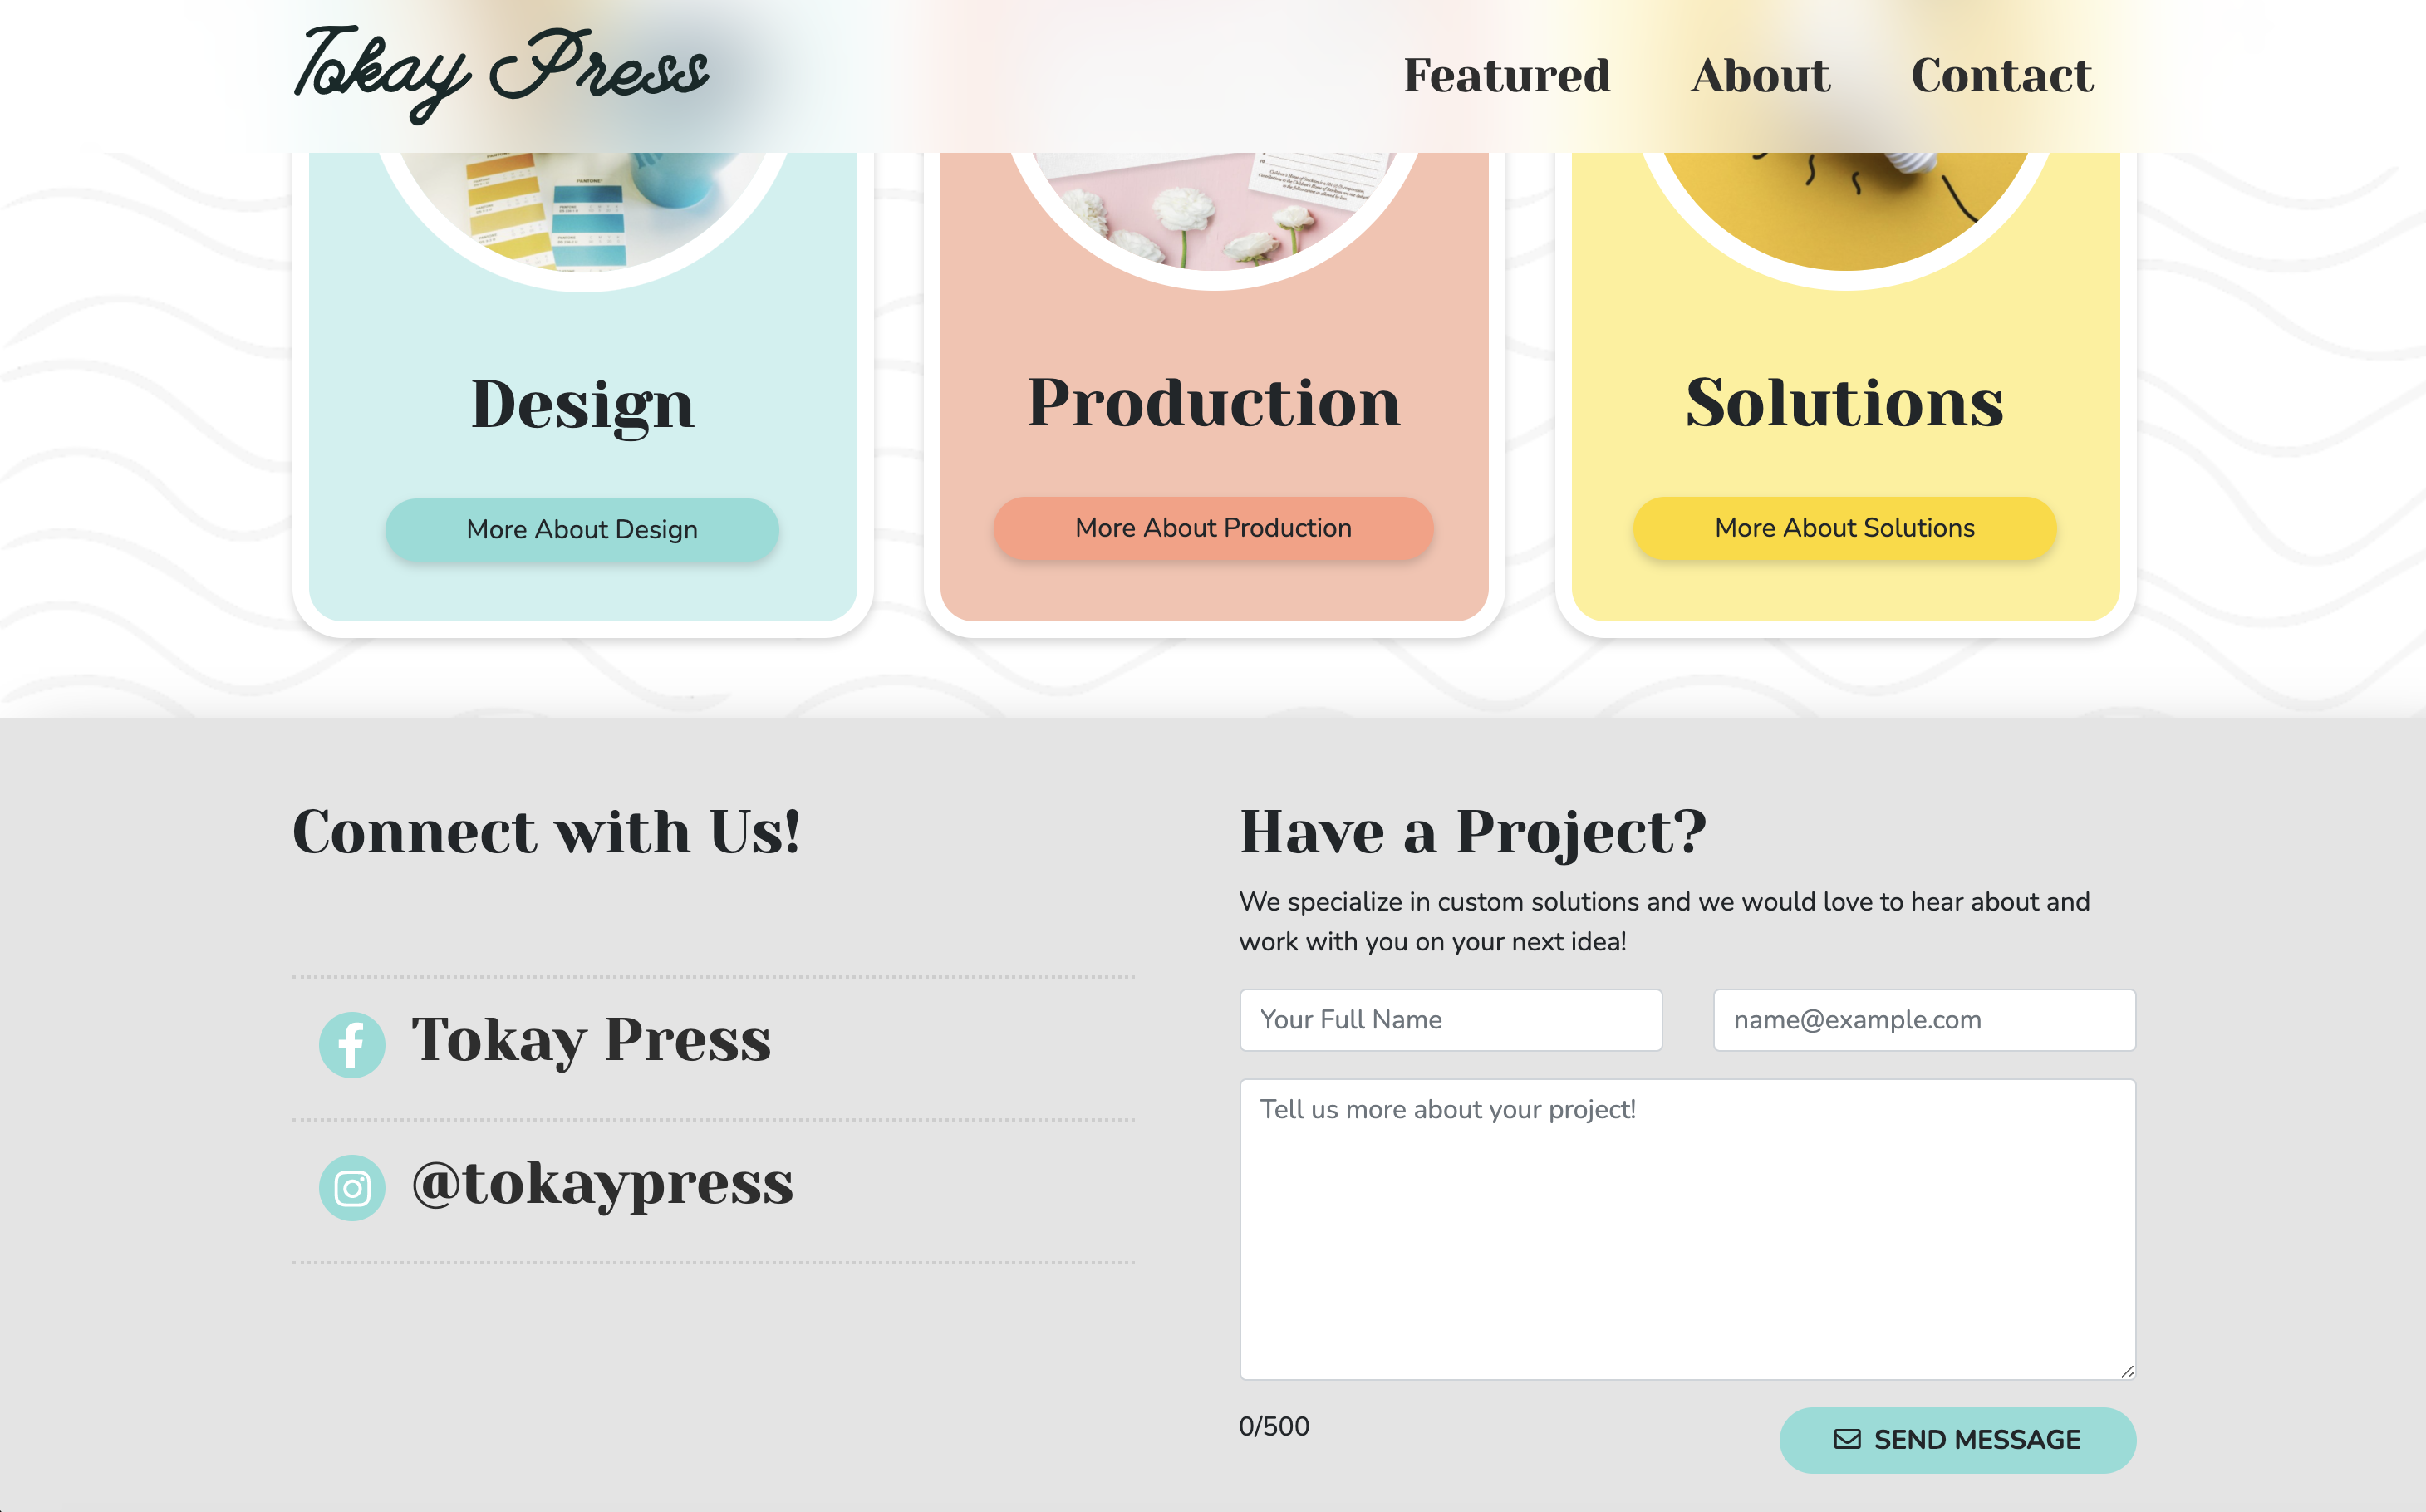 Tokay Press
Featured
About
Contact
PANTONE
Design
Production
Solutions
More About Design
More About Production
More About Solutions
Connect with Us!
Tokay Press
@tokaypress
Have a Project?
We specialize in custom solutions and we would love to hear about and
work with you on your next idea!
Your Full Name
name@example.com
Tell us more about your project!
0/500
SEND MESSAGE